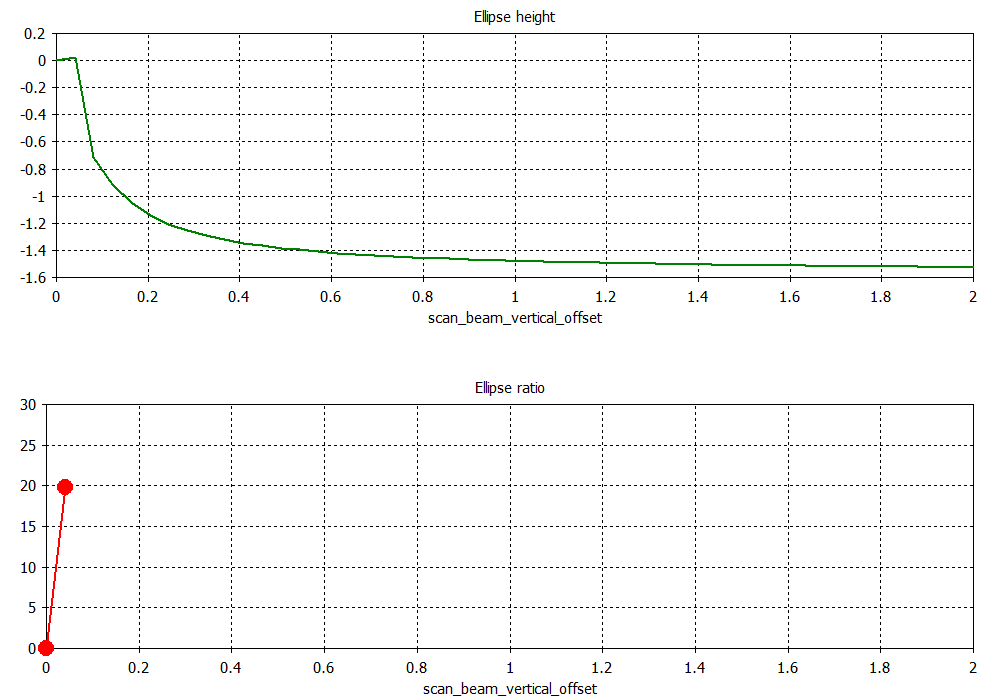 Ellipse height
0.2
0
-0.2
-0.4
-0.6
-0.8
-1
-1.2
-1.4
-1.6
0 0.2 0.4 0.6 0.8 1 1.2 1.4 1.6 1.8 2
scan_beam_vertical_offset
Ellipse ratio
30
25
20
15
10
5
0
0 0.2 0.4 0.6 0.8 1 1.2 1.4 1.6 1.8 2
scan_beam_vertical_offset